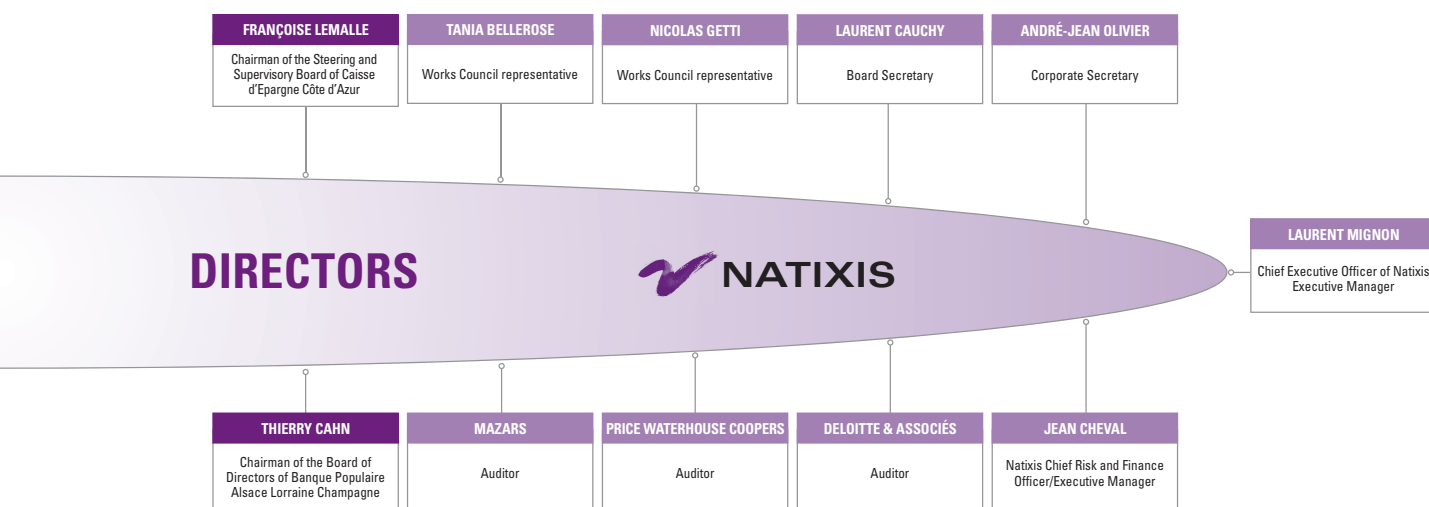 FRANÇOISE LEMALLE
Chairman of the Steering and
Supervisory Board of Caisse
d'Epargne Côte d'Azur
TANIA BELLEROSE
Works Council representative
NICOLAS GETTI
Works Council representative
LAURENT CAUCHY
Board Secretary
ANDRÉ-JEAN OLIVIER
Corporate Secretary
DIRECTORS
NATIXIS
LAURENT MIGNON
Chief Executive Officer of Natixis
Executive Manager
THIERRY CAHN
Chairman of the Board of
Directors of Banque Populaire
Alsace Lorraine Champagne
MAZARS
Auditor
PRICE WATERHOUSE COOPERS
Auditor
DELOITTE & ASSOCIÉS
Auditor
JEAN CHEVAL
Natixis Chief Risk and Finance
Officer/Executive Manager